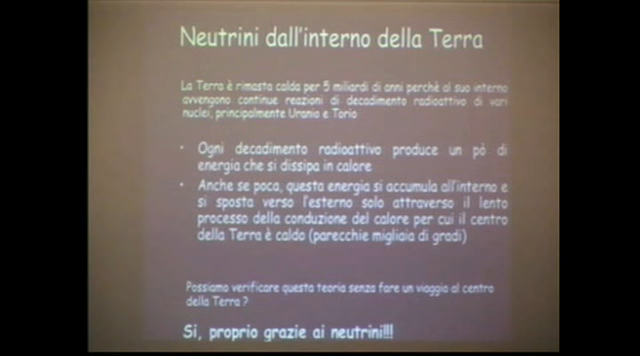 Neutrini dall'interno della Terra
La Terra è rimasta calda per 5 miliardi di anni perchè al suo interno
avvengono continue reazioni di decadimento radioattivo di vari
nuclei, principalmente Uranio e Torio
• Ogni decadimento radioattivo produce un pò di
energia che si dissipa in calore
• Anche se poca, questa energia si accumula all'interno e
si sposta verso l'esterno solo attraverso il lento
processo della conduzione del calore per cui il centro
della Terra è caldo (parecchie migliaia di gradi)
Possiamo verificare questa teoria senza fare un viaggio al centro
della Terra ?
Si, proprio grazie ai neutrini!!!